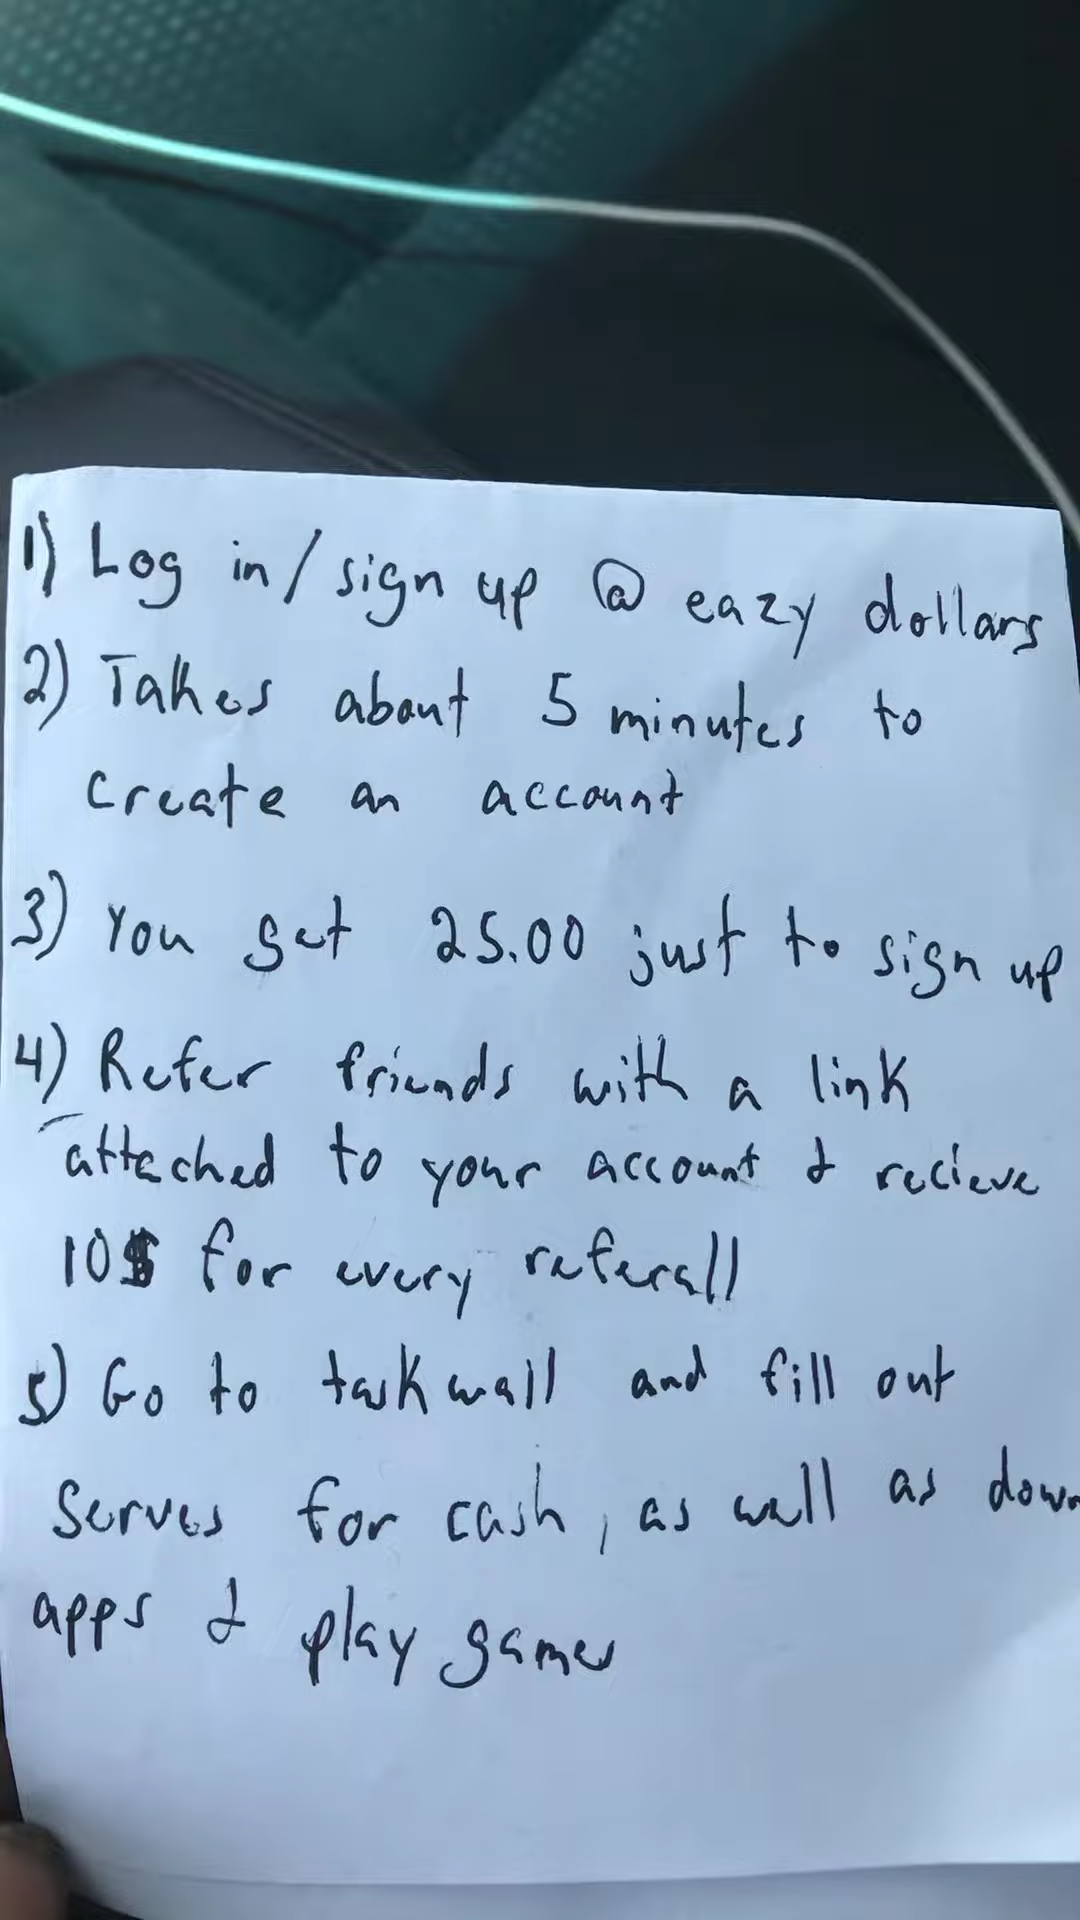 1) Log in/sign up @ eazy dollars
2) Takes about 5 minutes to
create an account
3) You get 25.00 just to sign up
4) Refer friends with a link
attached to your account & recieve
10$ for every referall
5) Go to taskwall and fill out
Serves for cash, as well as down
apps & play games